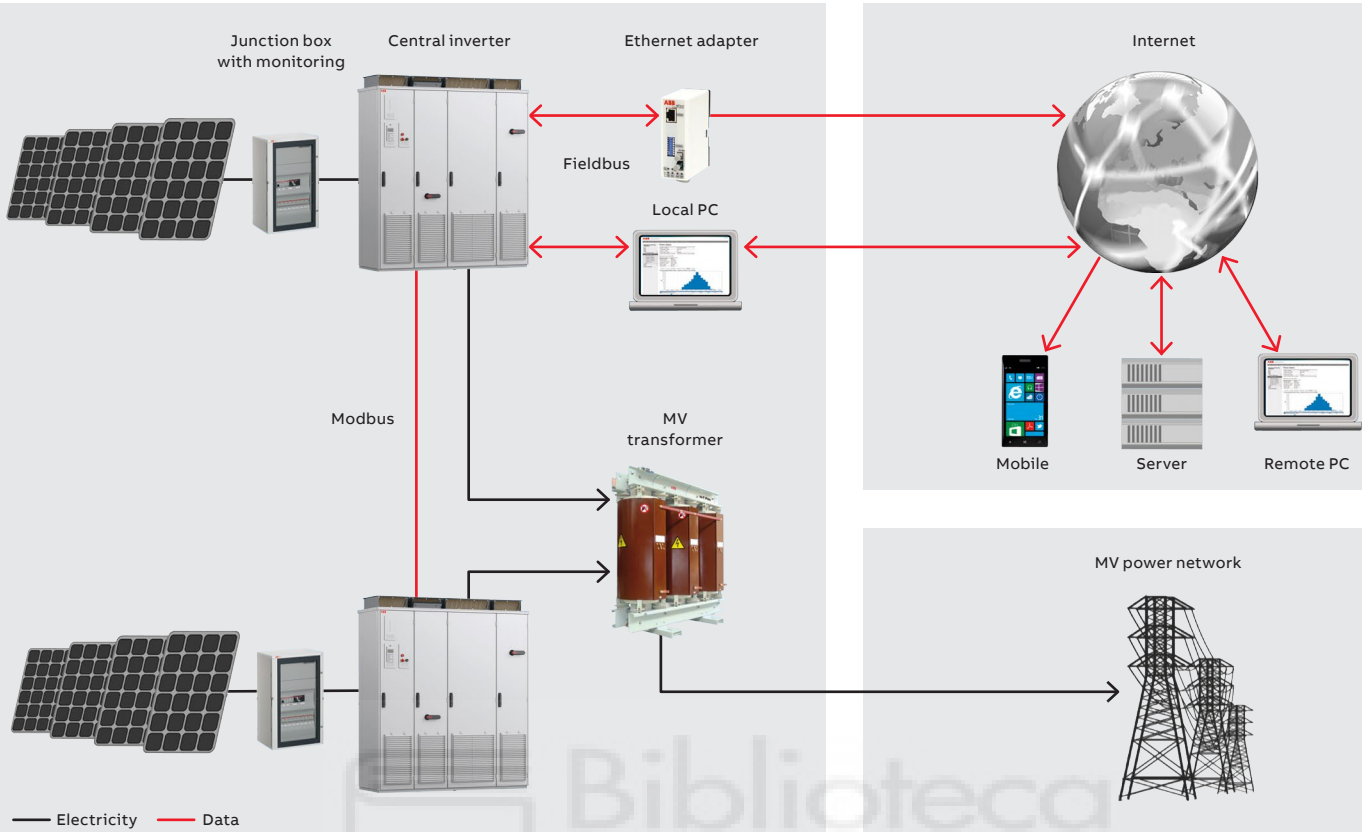 Junction box
with monitoring
Central inverter
Ethernet adapter
Internet
ABB
Fieldbus
Local PC
Modbus
MV
transformer
Mobile
Server
Remote PC
MV power network
Biblioteca
Electricity
Data